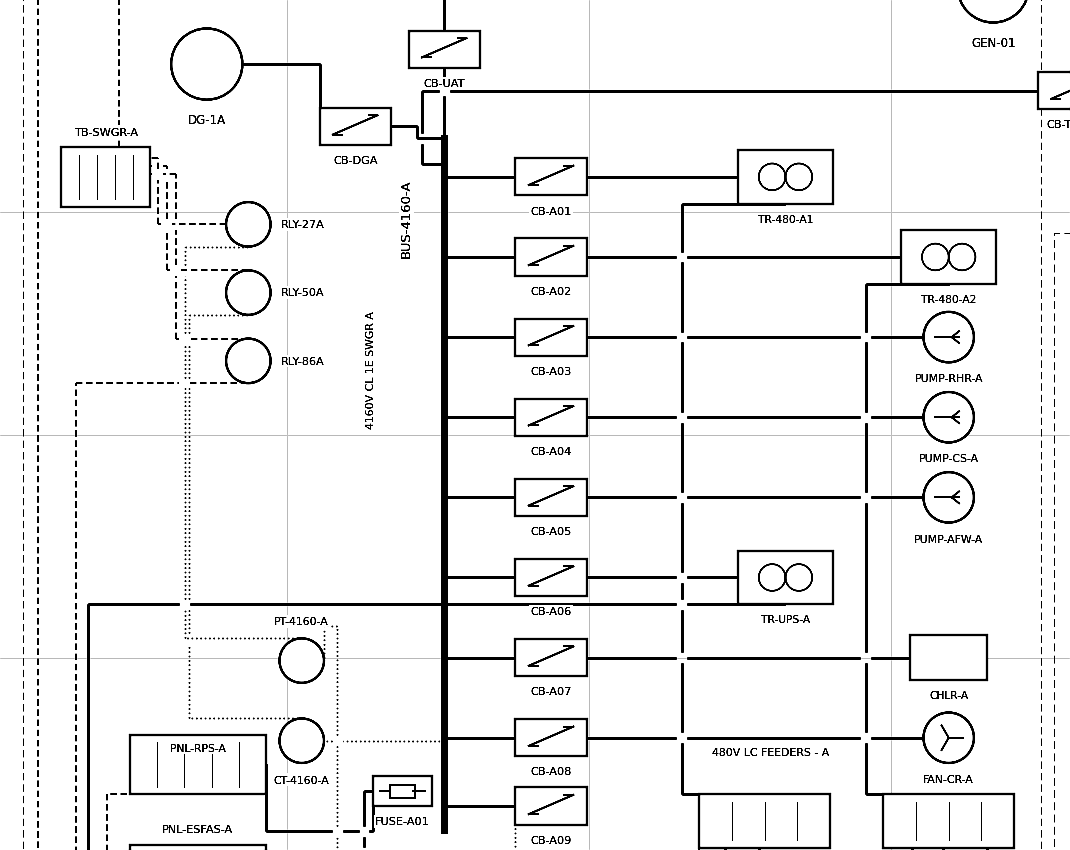 GEN-01
CB-UAT
DG-1A
CB-T
TB-SWGR-A
CB-DGA
BUS-4160-A
CB-A01
TR-480-A1
RLY-27A
CB-A02
TR-480-A2
RLY-50A
4160V CL 1E SWGR A
RLY-86A
CB-A03
PUMP-RHR-A
CB-A04
PUMP-CS-A
CB-A05
PUMP-AFW-A
CB-A06
TR-UPS-A
PT-4160-A
CB-A07
CHLR-A
PNL-RPS-A
480V LC FEEDERS - A
CT-4160-A
CB-A08
FAN-CR-A
FUSE-A01
PNL-ESFAS-A
CB-A09